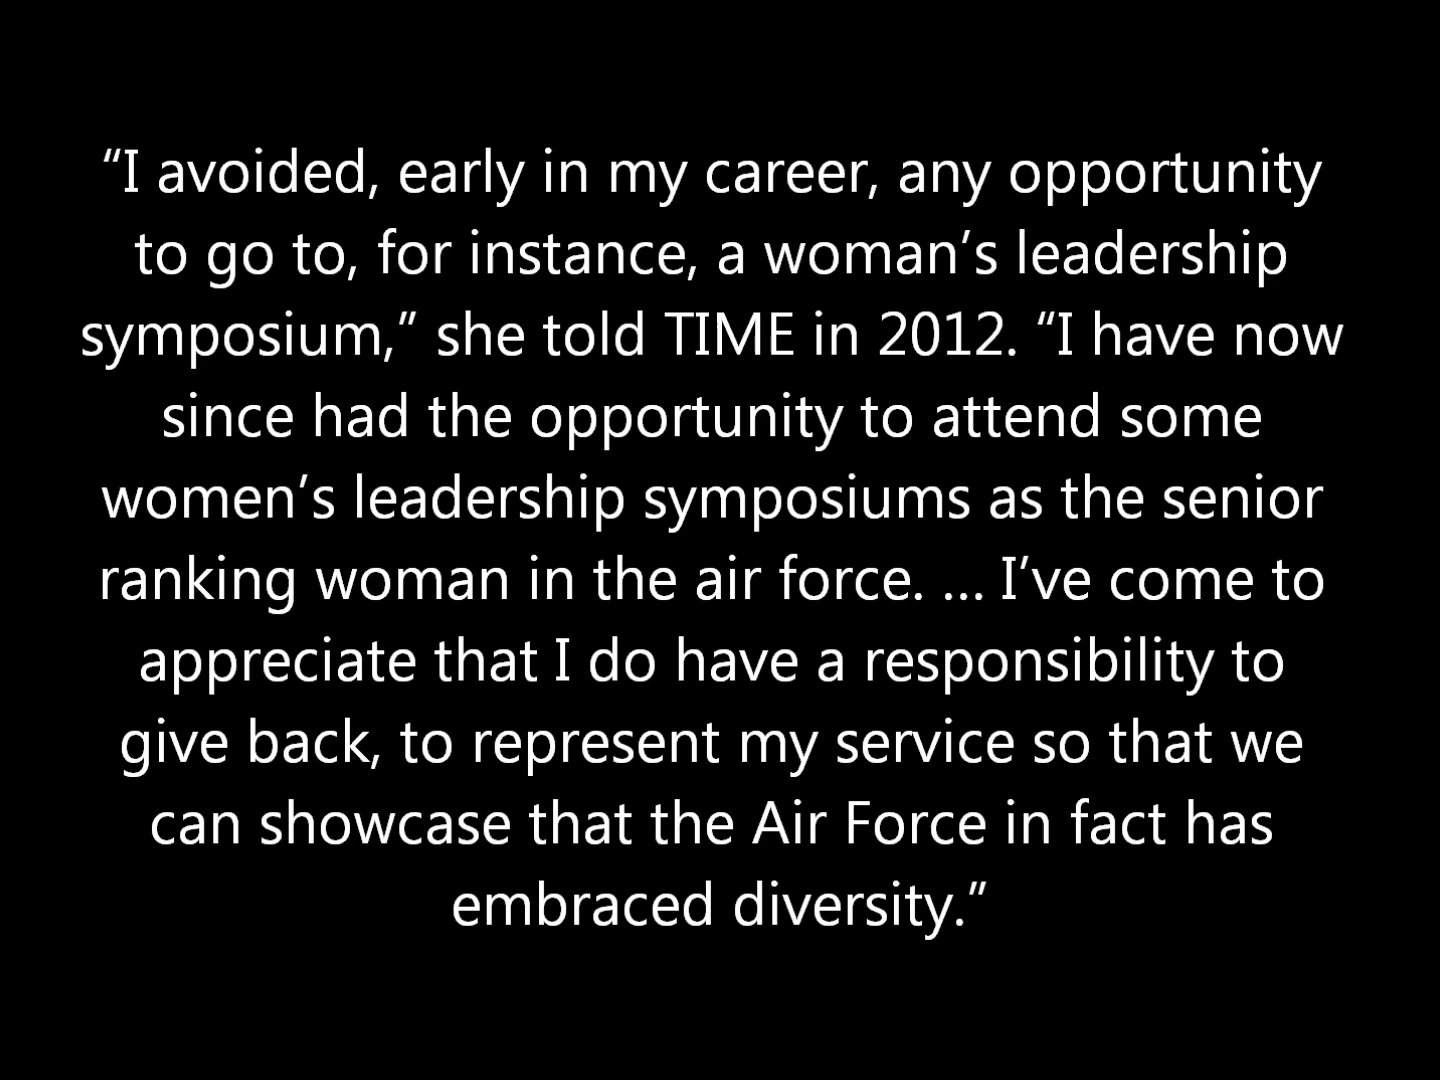 “I avoided, early in my career, any opportunity
to go to, for instance, a woman’s leadership
symposium,” she told TIME in 2012. “I have now
since had the opportunity to attend some
women’s leadership symposiums as the senior
ranking woman in the air force. … I’ve come to
appreciate that I do have a responsibility to
give back, to represent my service so that we
can showcase that the Air Force in fact has
embraced diversity.”